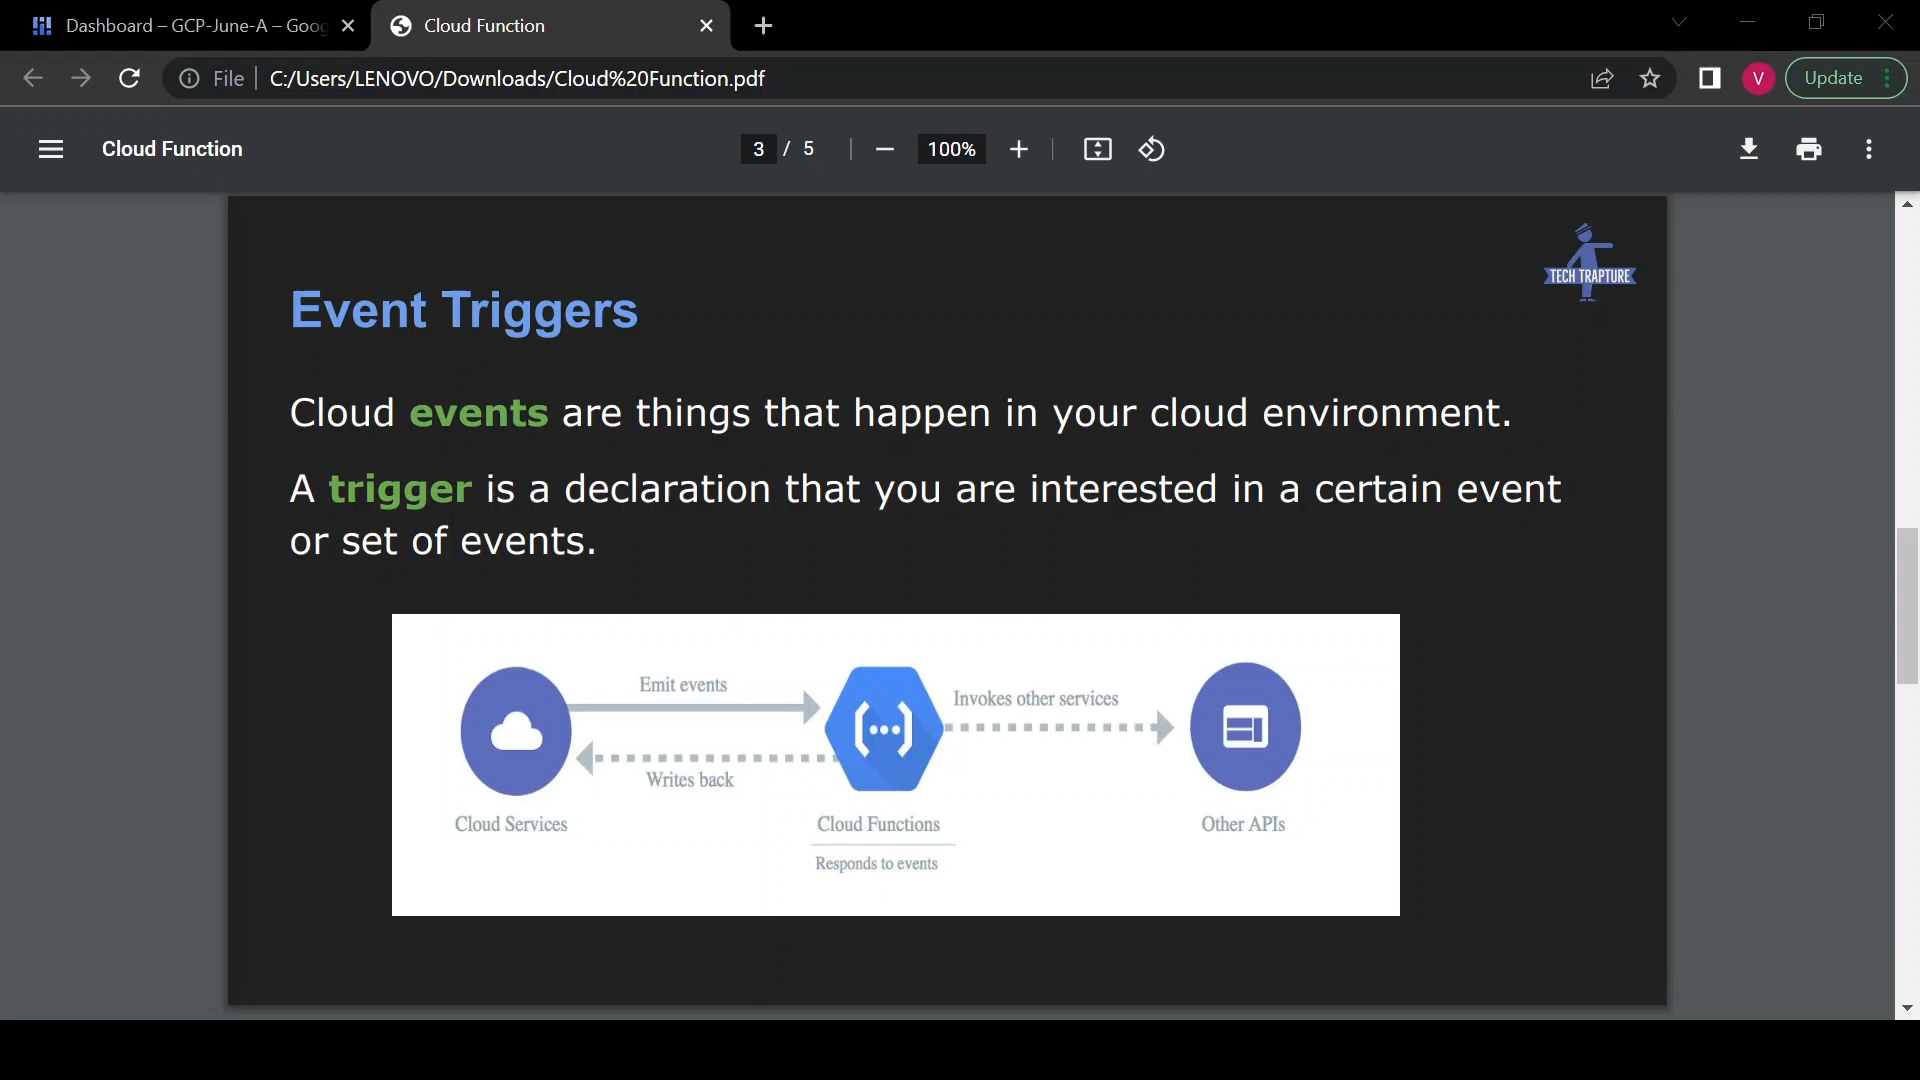 Dashboard – GCP-June-A – Goog
Cloud Function
File
C:/Users/LENOVO/Downloads/Cloud%20Function.pdf
V
Update
Cloud Function
3 / 5
100%
TECH TRAPTURE
Event Triggers
Cloud events are things that happen in your cloud environment.
A trigger is a declaration that you are interested in a certain event
or set of events.
Emit events
Invokes other services
Writes back
Cloud Services
Cloud Functions
Other APIs
Responds to events